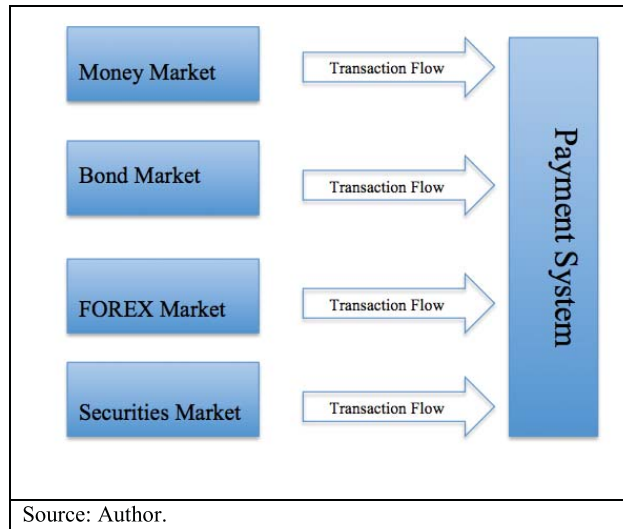 Money Market
Transaction Flow
Bond Market
Transaction Flow
FOREX Market
Transaction Flow
Securities Market
Transaction Flow
Payment System
Source: Author.